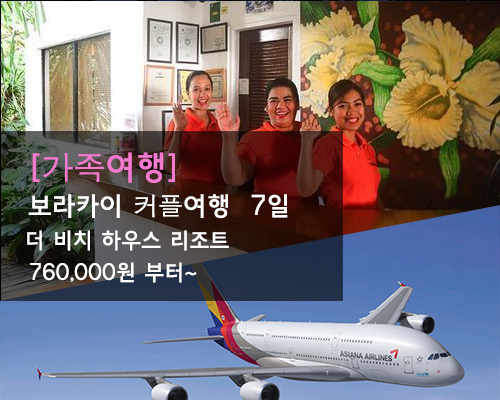 [가족여행]
보라카이 커플여행 7일
더 비치 하우스 리조트
760,000원 부터~
ASIANA AIRLINES